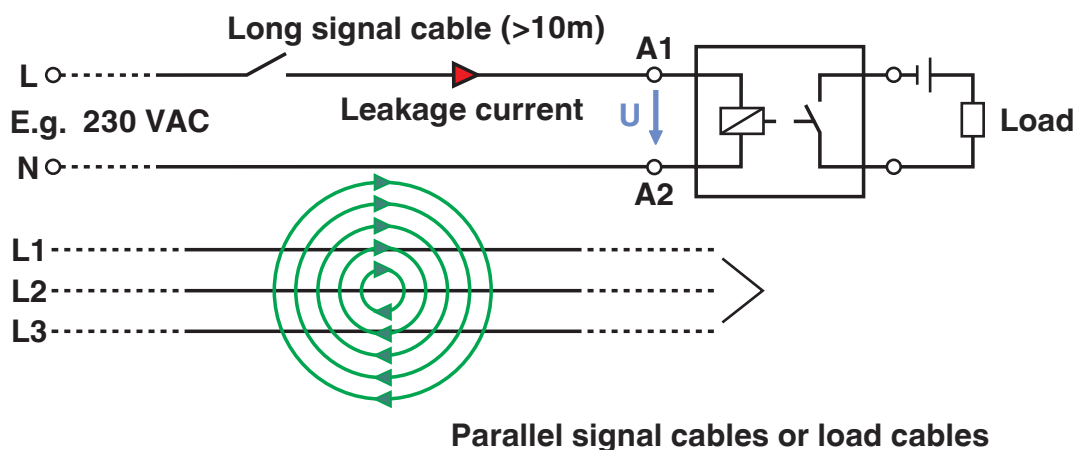 Long signal cable (>10m)
L
A1
Leakage current
U
Load
E.g. 230 VAC
N
A2
L1
L2
L3
Parallel signal cables or load cables